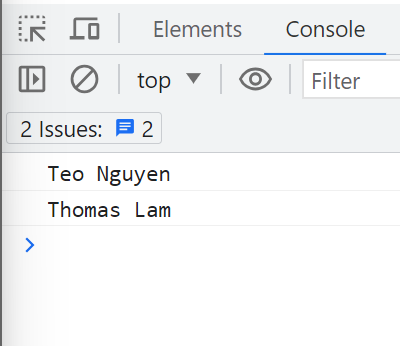 Elements Console
top Filter
2 Issues: 2
Teo Nguyen
Thomas Lam